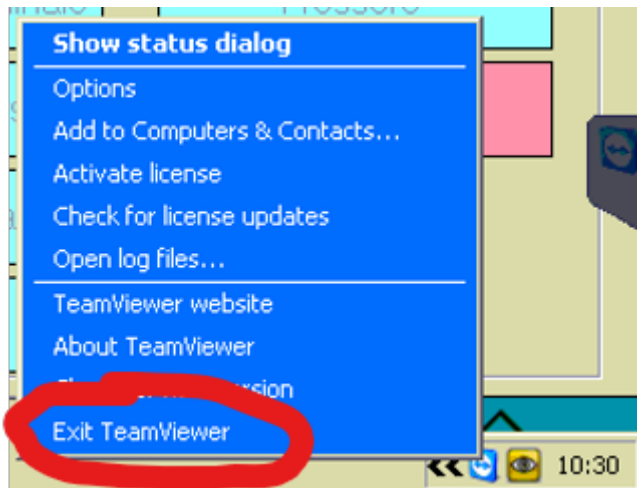 Show status dialog
Options
Add to Computers & Contacts...
Activate license
Check for license updates
Open log files...
TeamViewer website
About TeamViewer
Exit TeamViewer
10:30